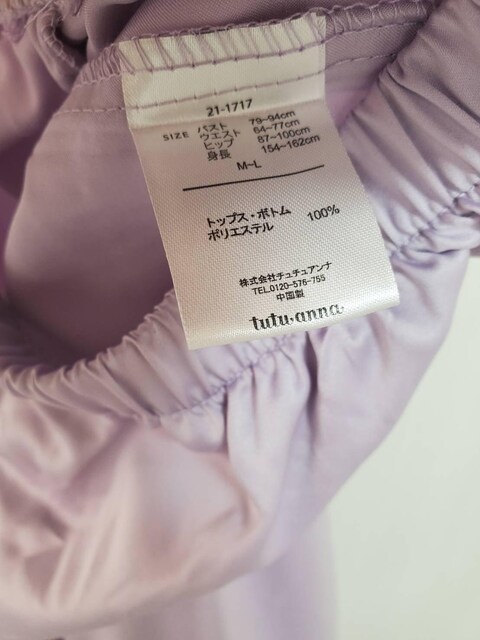 21-1717
SIZE バスト 79~94cm
ウエスト 64~77cm
ヒップ 87~100cm
身長 154~162cm
M~L
トップス・ボトム
ポリエステル 100%
株式会社チュチュアンナ
TEL.0120-576-755
中国製
tutuanna